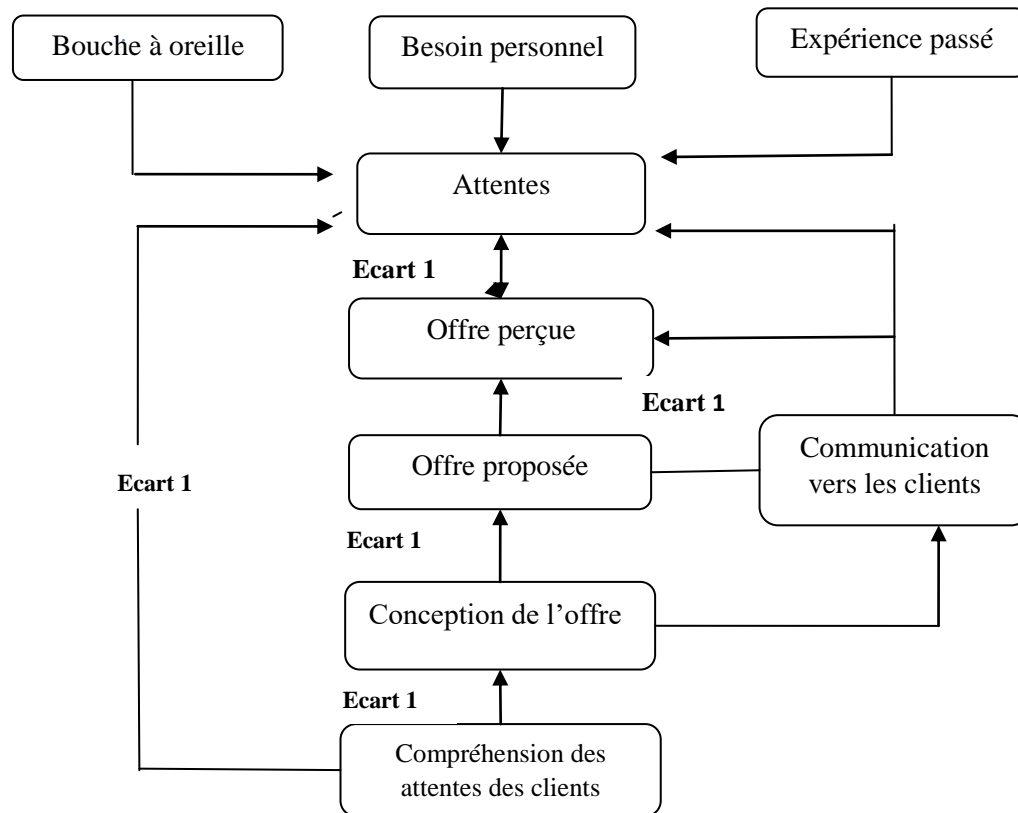 Bouche à oreille
Besoin personnel
Expérience passé
Attentes
Ecart 1
Offre perçue
Ecart 1
Communication
vers les clients
Offre proposée
Ecart 1
Ecart 1
Conception de l’offre
Ecart 1
Compréhension des
attentes des clients